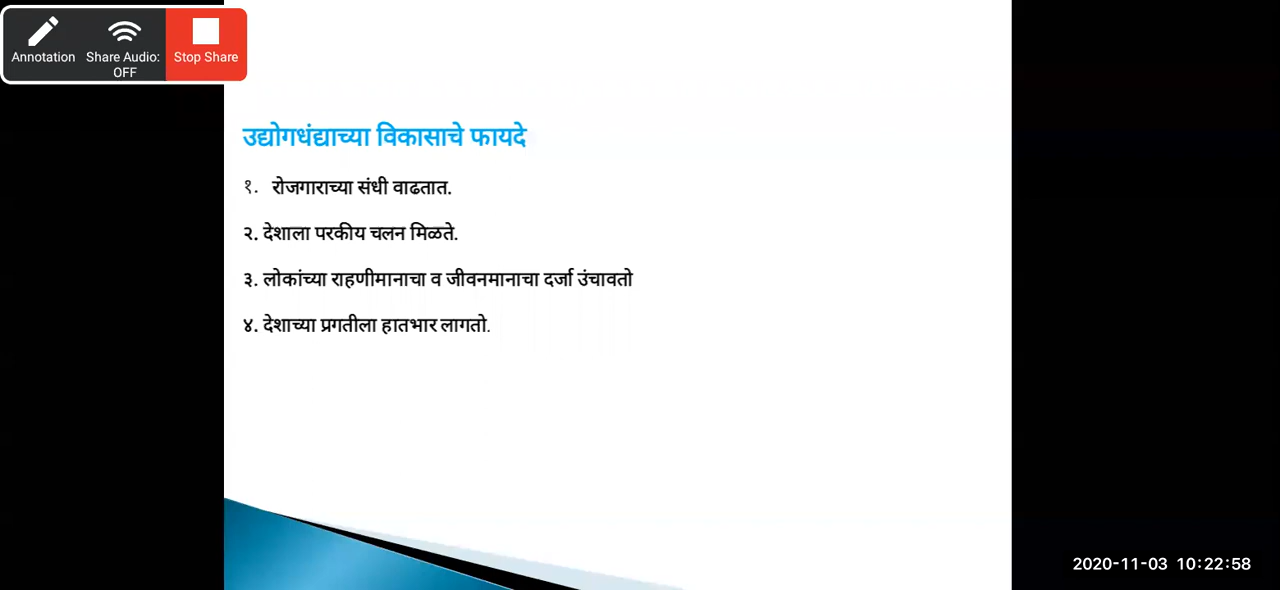 Annotation
Share Audio:
OFF
Stop Share
उद्योगधंद्याच्या विकासाचे फायदे
१. रोजगाराच्या संधी वाढतात.
२. देशाला परकीय चलन मिळते.
३. लोकांच्या राहणीमानाचा व जीवनमानाचा दर्जा उंचावतो
४. देशाच्या प्रगतीला हातभार लागतो.
2020-11-03 10:22:58